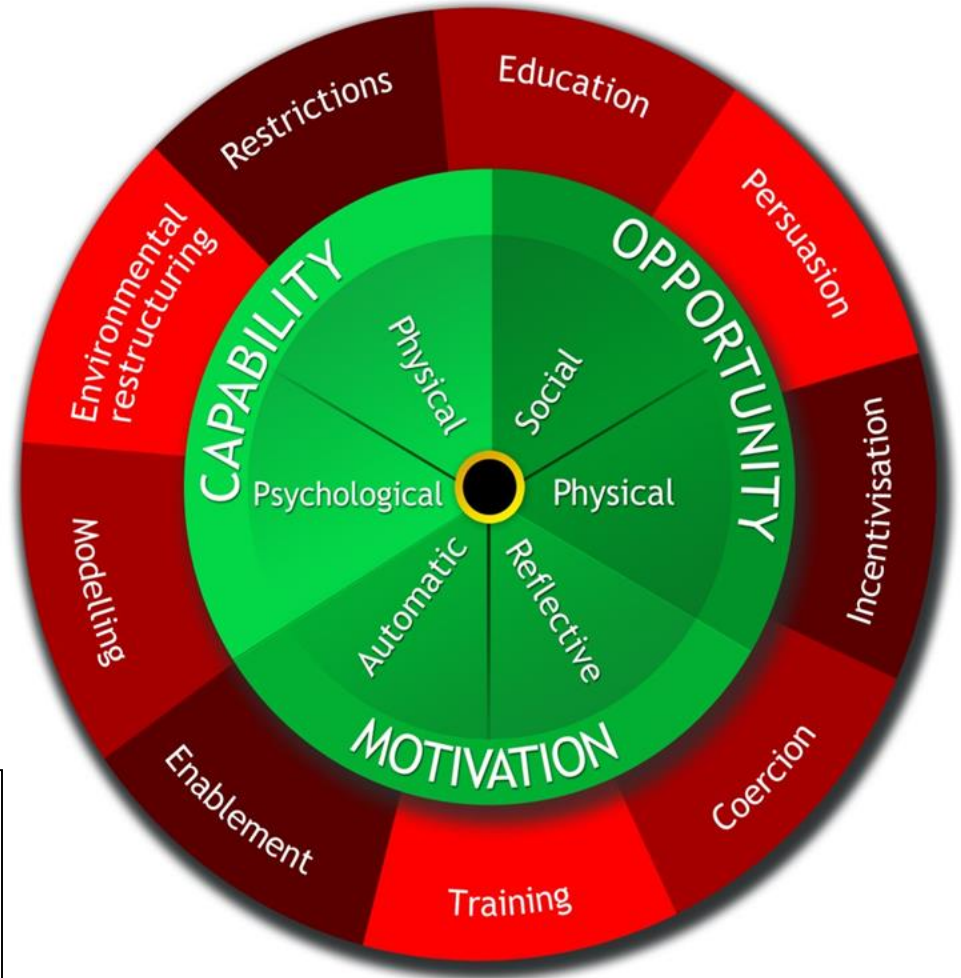 Restrictions
Education
Persuasion
Incentivisation
Coercion
Training
Enablement
Modelling
Environmental
restructuring
CAPABILITY
OPPORTUNITY
MOTIVATION
Physical
Social
Physical
Reflective
Automatic
Psychological